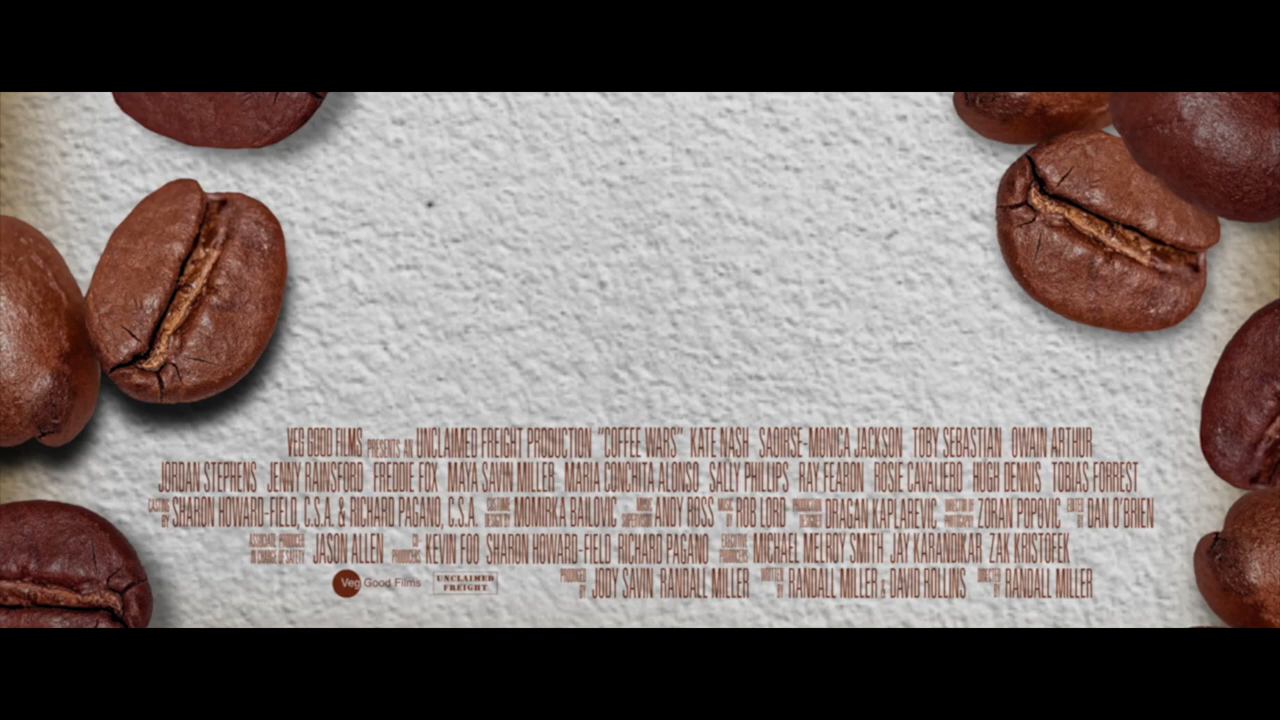 VEG GOOD FILMS PRESENTS AN UNCLAIMED FREIGHT PRODUCTION "COFFEE WARS" KATE NASH SAOIRSE-MONICA JACKSON TOBY SEBASTIAN OWAIN ARTHUR
JORDAN STEPHENS JENNY RAINSFORD FREDDIE FOX MAYA SAVIN MILLER MARIA CONCHITA ALONSO SALLY PHILLIPS RAY FEARON ROSIE CAVALIERO HUGH DENNIS TOBIAS FORREST
CASTING BY SHARON HOWARD-FIELD, C.S.A. & RICHARD PAGANO, C.S.A. COSTUME DESIGN BY MOMIRKA BAILOVIC MUSIC SUPERVISION ANDY ROSS MUSIC BY ROB LORD PRODUCTION DESIGNER DRAGAN KAPLAREVIC DIRECTOR OF PHOTOGRAPHY ZORAN POPOVIC EDITED BY DAN O'BRIEN
ASSOCIATE PRODUCER IN CHARGE OF SAFETY JASON ALLEN CO PRODUCERS KEVIN FOO SHARON HOWARD-FIELD RICHARD PAGANO EXECUTIVE PRODUCERS MICHAEL MCELROY SMITH JAY KARANDIKAR ZAK KRISTOFEK
Veg Good Films UNCLAIMED FREIGHT PRODUCED BY JODY SAVIN RANDALL MILLER WRITTEN BY RANDALL MILLER & DAVID ROLLINS DIRECTED BY RANDALL MILLER